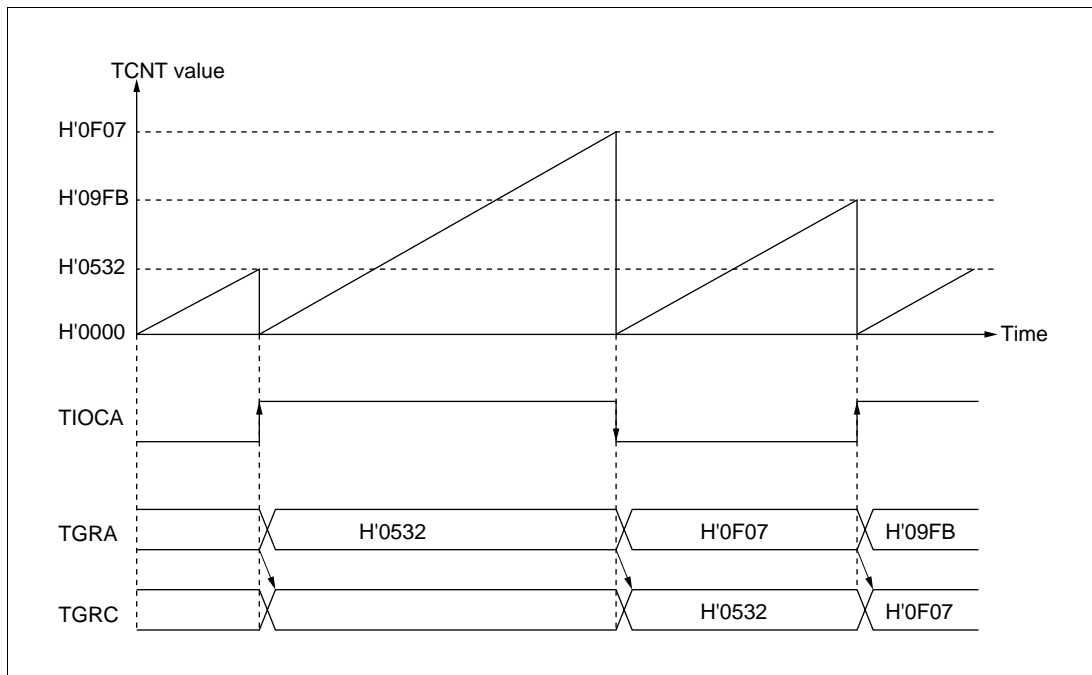 TCNT value
H'0F07
H'09FB
H'0532
H'0000
Time
TIOCA
TGRA
H'0532
H'0F07
H'09FB
TGRC
H'0532
H'0F07